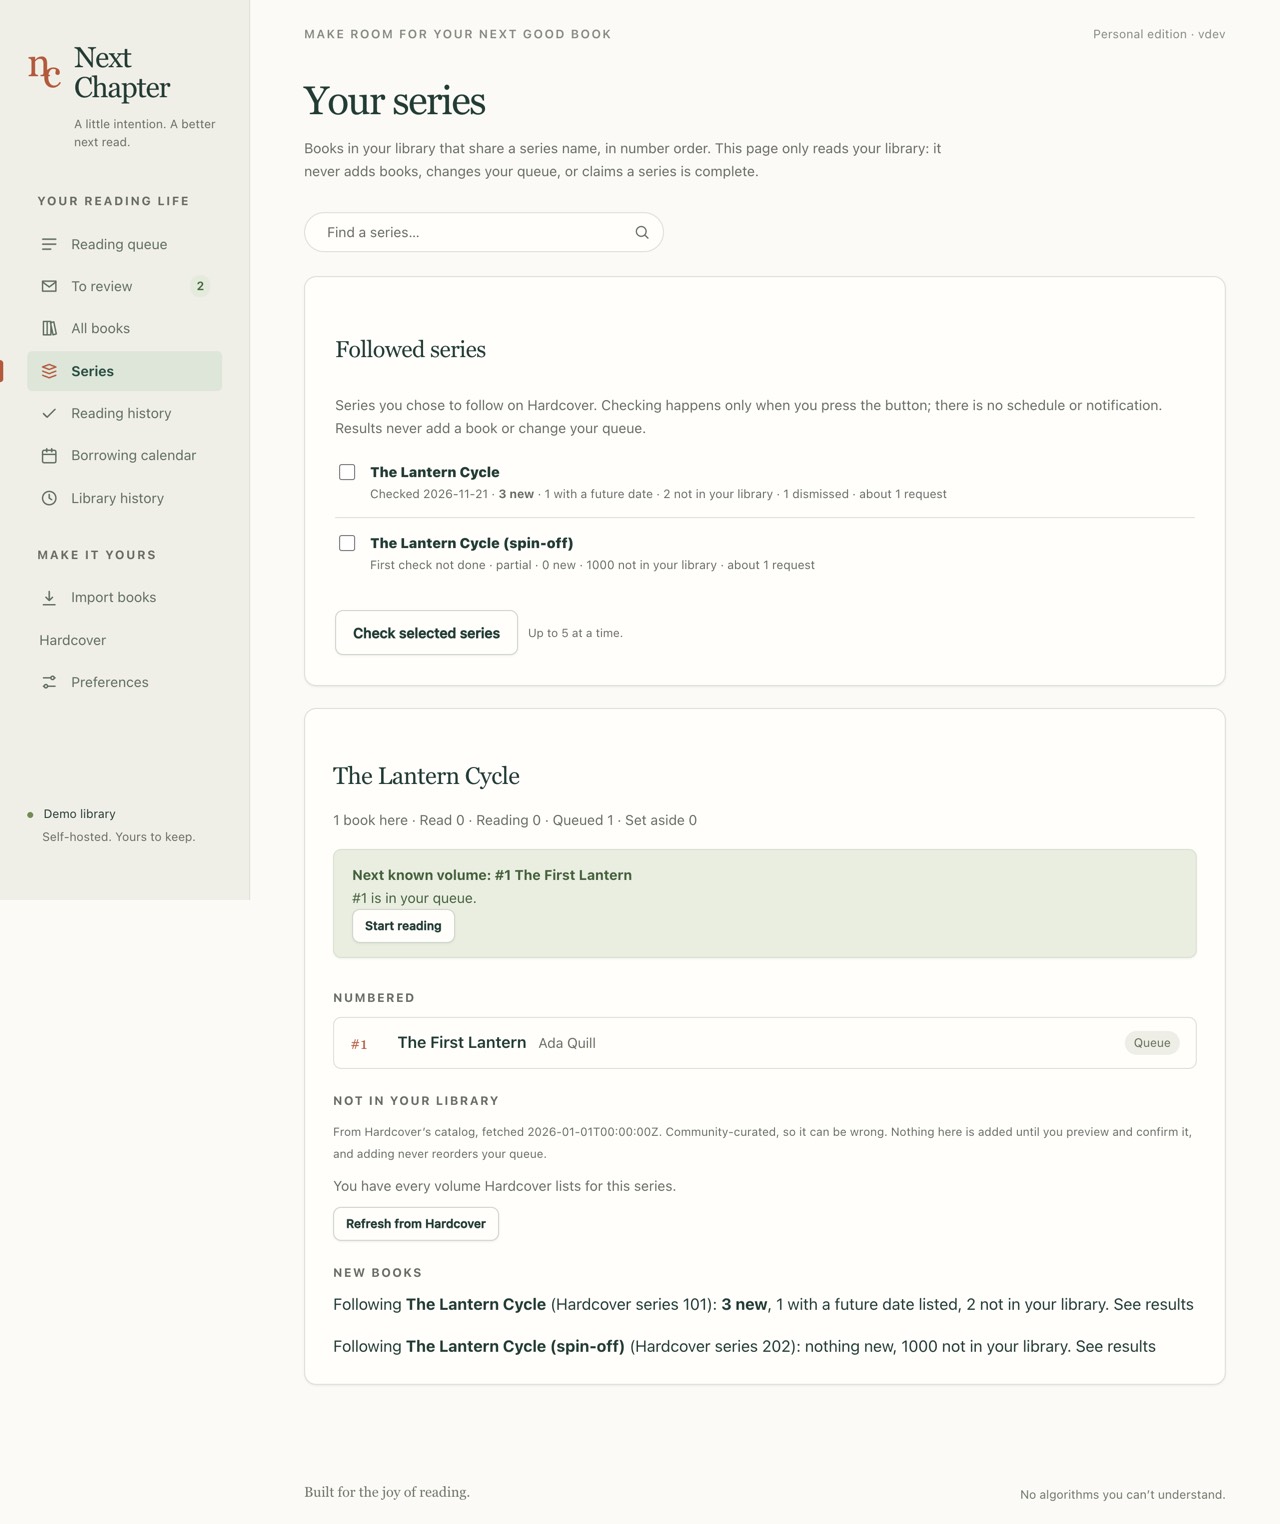 nc
Next
Chapter
A little intention. A better
next read.
YOUR READING LIFE
Reading queue
To review 2
All books
Series
Reading history
Borrowing calendar
Library history
MAKE IT YOURS
Import books
Hardcover
Preferences
Demo library
Self-hosted. Yours to keep.
MAKE ROOM FOR YOUR NEXT GOOD BOOK
Personal edition · vdev
Your series
Books in your library that share a series name, in number order. This page only reads your library: it
never adds books, changes your queue, or claims a series is complete.
Find a series...
Followed series
Series you chose to follow on Hardcover. Checking happens only when you press the button; there is no schedule or notification.
Results never add a book or change your queue.
The Lantern Cycle
Checked 2026-11-21 · 3 new · 1 with a future date · 2 not in your library · 1 dismissed · about 1 request
The Lantern Cycle (spin-off)
First check not done · partial · 0 new · 1000 not in your library · about 1 request
Check selected series Up to 5 at a time.
The Lantern Cycle
1 book here · Read 0 · Reading 0 · Queued 1 · Set aside 0
Next known volume: #1 The First Lantern
#1 is in your queue.
Start reading
NUMBERED
#1 The First Lantern Ada Quill Queue
NOT IN YOUR LIBRARY
From Hardcover's catalog, fetched 2026-01-01T00:00:00Z. Community-curated, so it can be wrong. Nothing here is added until you preview and confirm it,
and adding never reorders your queue.
You have every volume Hardcover lists for this series.
Refresh from Hardcover
NEW BOOKS
Following The Lantern Cycle (Hardcover series 101): 3 new, 1 with a future date listed, 2 not in your library. See results
Following The Lantern Cycle (spin-off) (Hardcover series 202): nothing new, 1000 not in your library. See results
Built for the joy of reading.
No algorithms you can't understand.